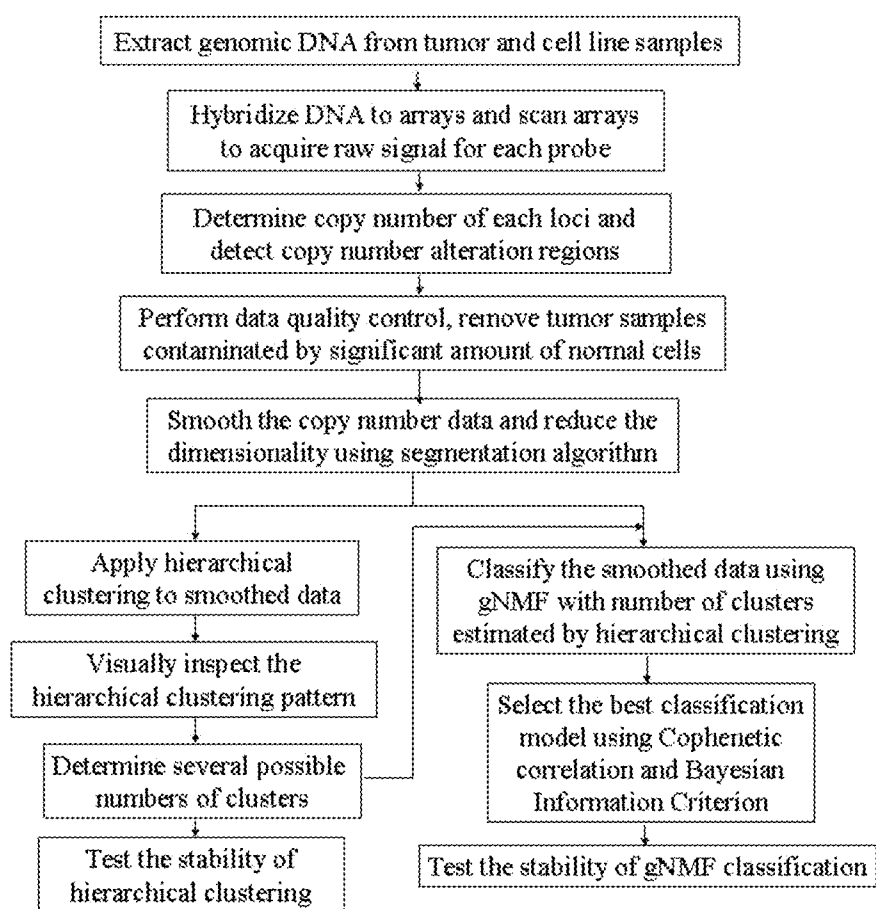 Extract genomic DNA from tumor and cell line samples
Hybridize DNA to arrays and scan arrays
to acquire raw signal for each probe
Determine copy number of each loci and
detect copy number alteration regions
Perform data quality control, remove tumor samples
contaminated by significant amount of normal cells
Smooth the copy number data and reduce the
dimensionality using segmentation algorithm
Apply hierarchical
clustering to smoothed data
Visually inspect the
hierarchical clustering pattern
Determine several possible
numbers of clusters
Test the stability of
hierarchical clustering
Classify the smoothed data using
gNMF with number of clusters
estimated by hierarchical clustering
Select the best classification
model using Cophenetic
correlation and Bayesian
Information Criterion
Test the stability of gNMF classification